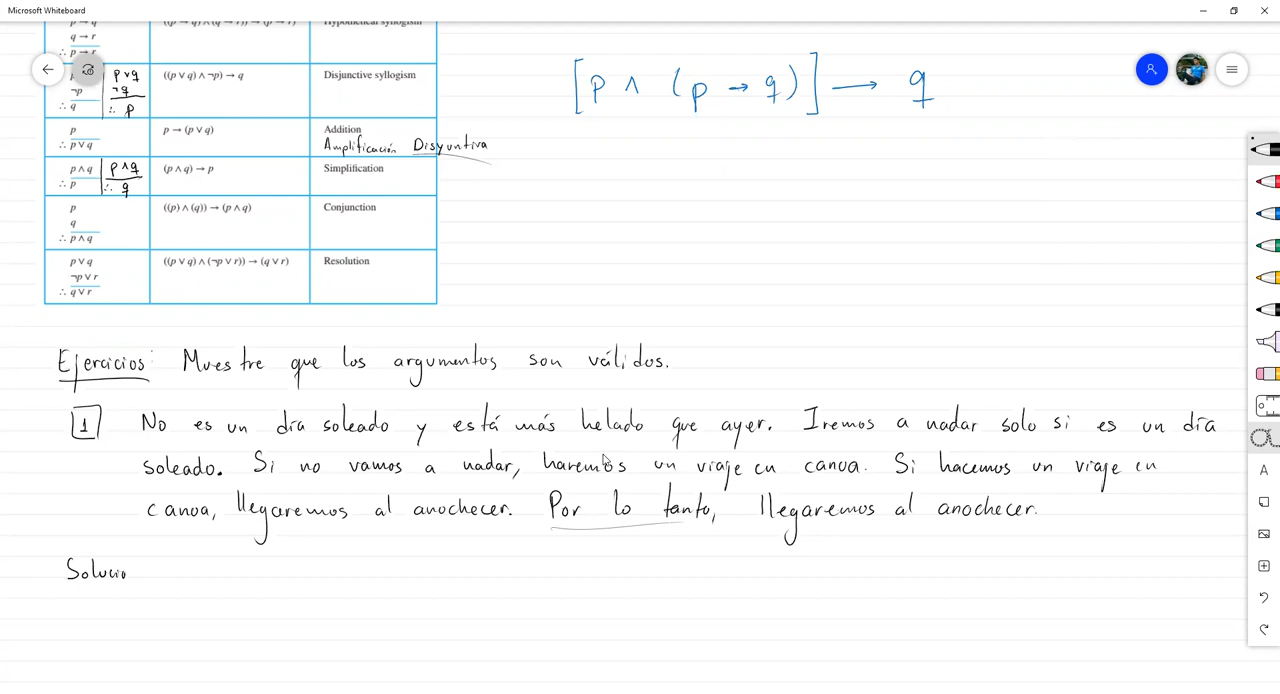 Microsoft Whiteboard
p → q
((p → q) ∧ (q → r)) → (p → r)
Hypothetical syllogism
q → r
∴ p → r
p ∨ q
¬q
∴ p
¬p
∴ q
((p ∨ q) ∧ ¬p) → q
Disjunctive syllogism
p
∴ p ∨ q
p → (p ∨ q)
Addition
Amplificación Disyuntiva
p ∧ q
∴ p
p ∧ q
∴ q
(p ∧ q) → p
Simplification
p
q
∴ p ∧ q
((p) ∧ (q)) → (p ∧ q)
Conjunction
p ∨ q
¬p ∨ r
∴ q ∨ r
((p ∨ q) ∧ (¬p ∨ r)) → (q ∨ r)
Resolution
[p ∧ (p → q)] → q
Ejercicios: Muestre que los argumentos son válidos.
1 No es un día soleado y está más helado que ayer. Iremos a nadar solo si es un día
soleado. Si no vamos a nadar, haremos un viaje en canoa. Si hacemos un viaje en
canoa, llegaremos al anochecer. Por lo tanto, llegaremos al anochecer.
Solucio
A